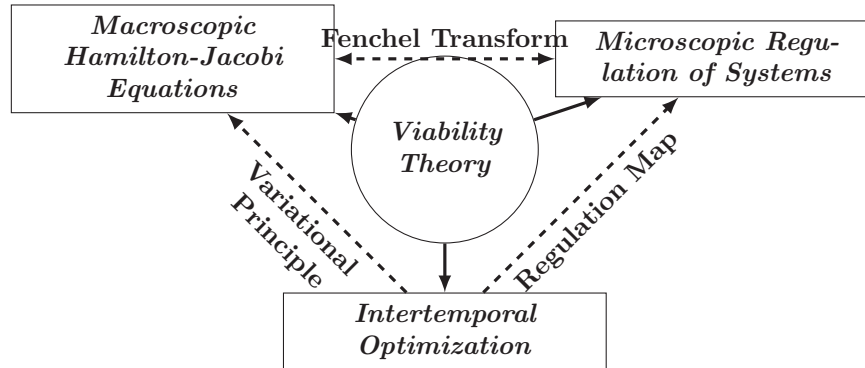 Macroscopic
Hamilton-Jacobi
Equations
Fenchel Transform
Microscopic Regu-
lation of Systems
Viability
Theory
Variational
Principle
Regulation Map
Intertemporal
Optimization